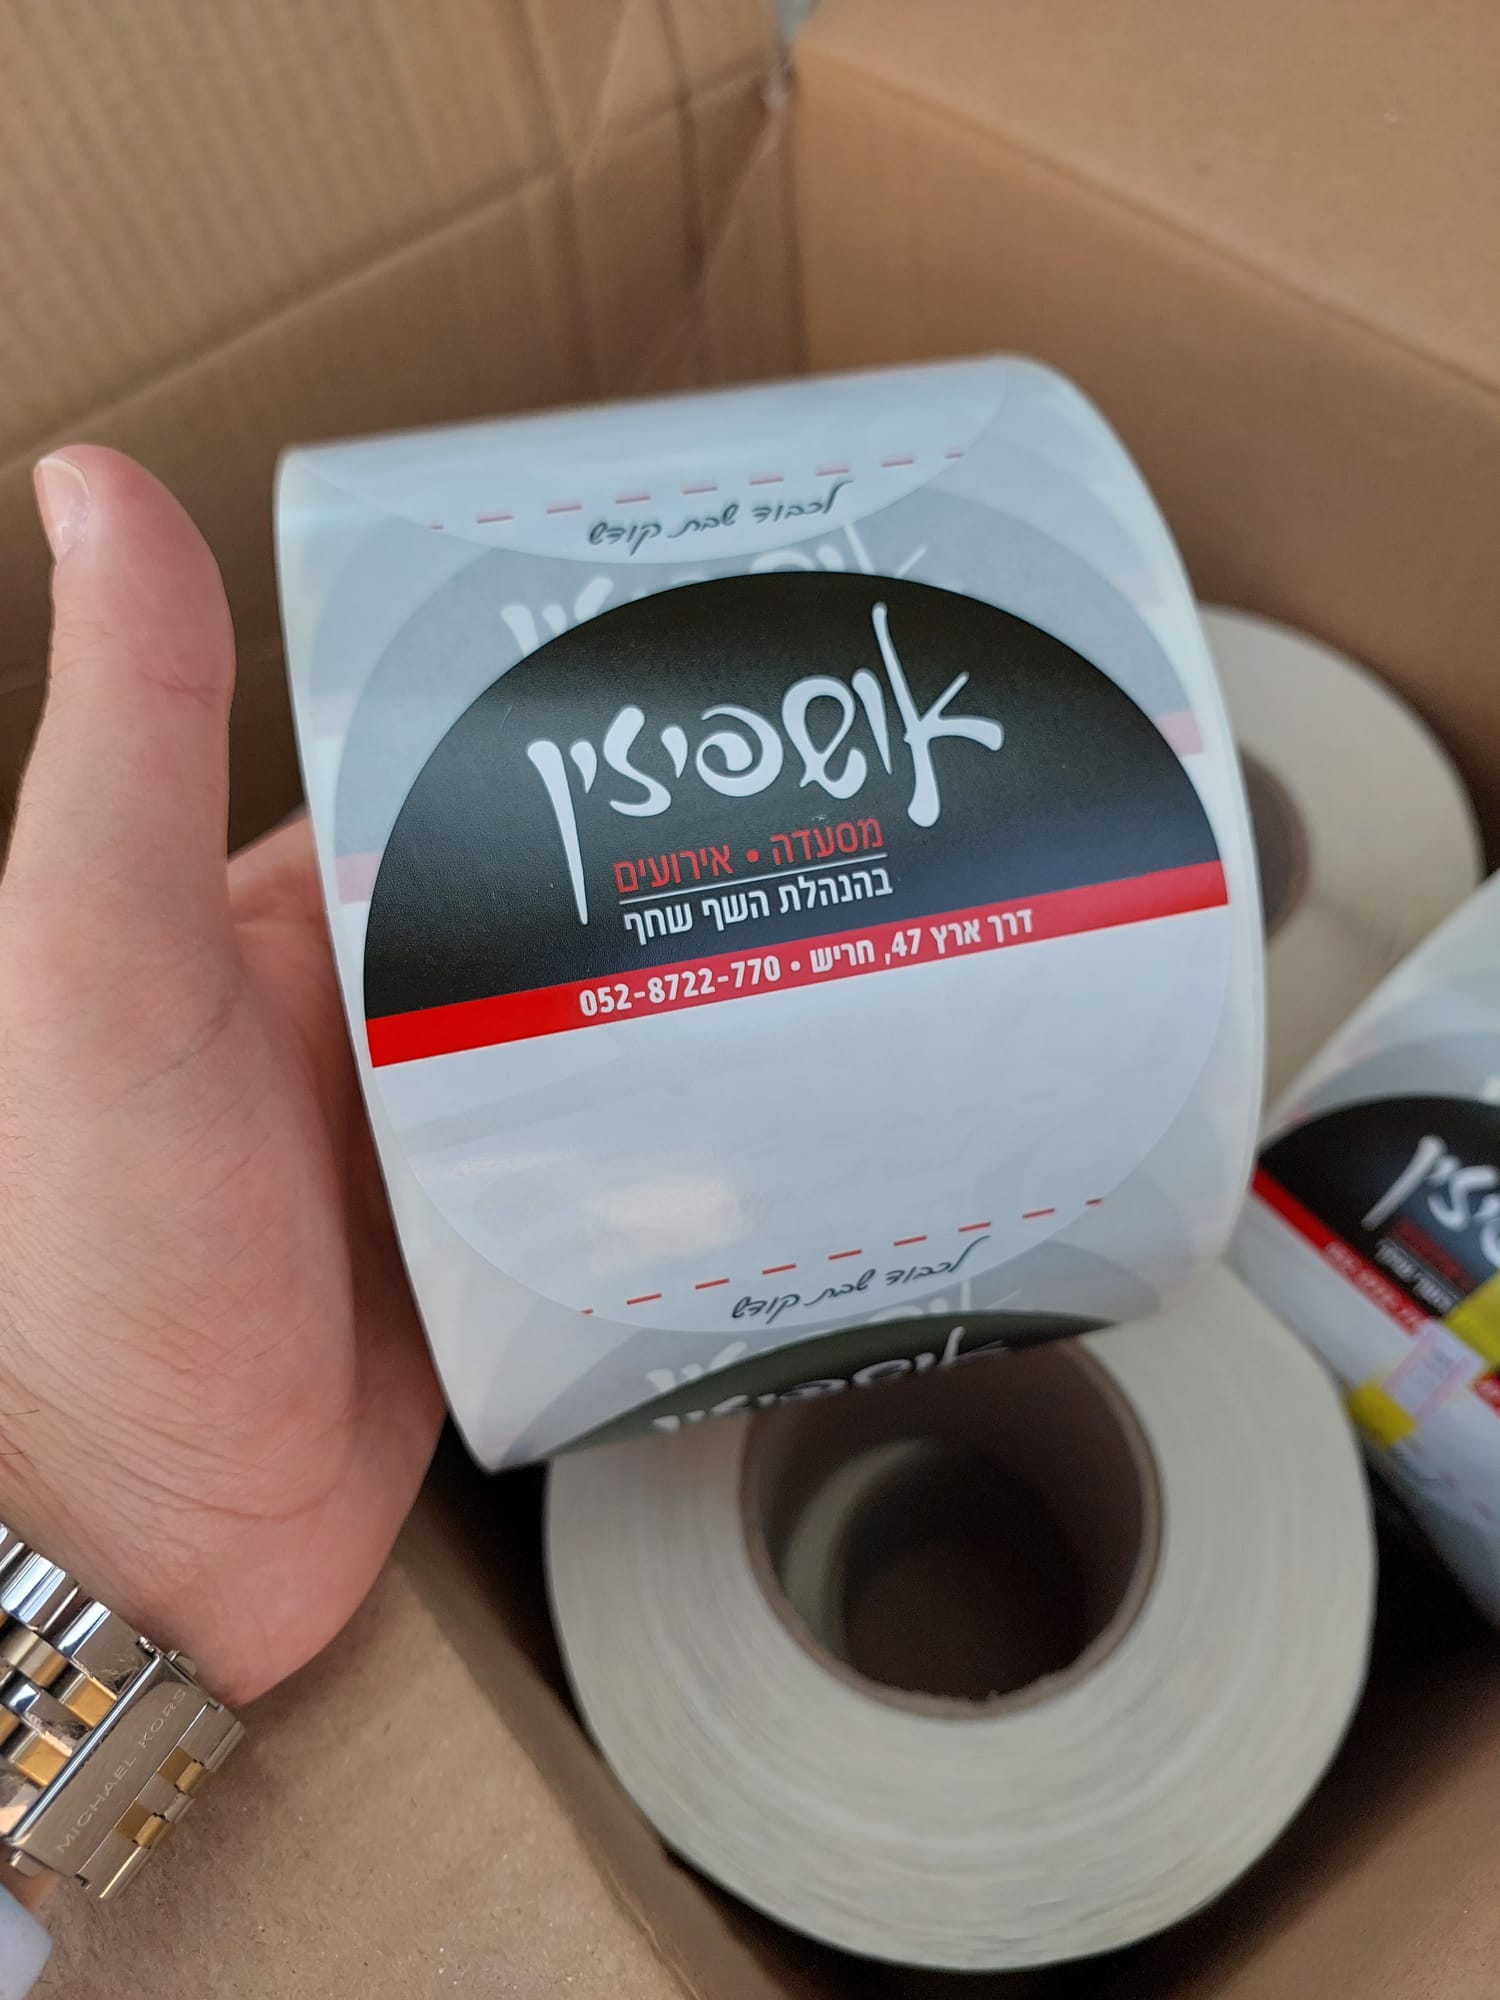 לכבוד שבת קודש
אושפיזין
מסעדה • אירועים
בהנהלת השף שחף
דרך ארץ 47, חריש • 052-8722-770
לכבוד שבת קודש
אושפיזין
MICHAEL KORS